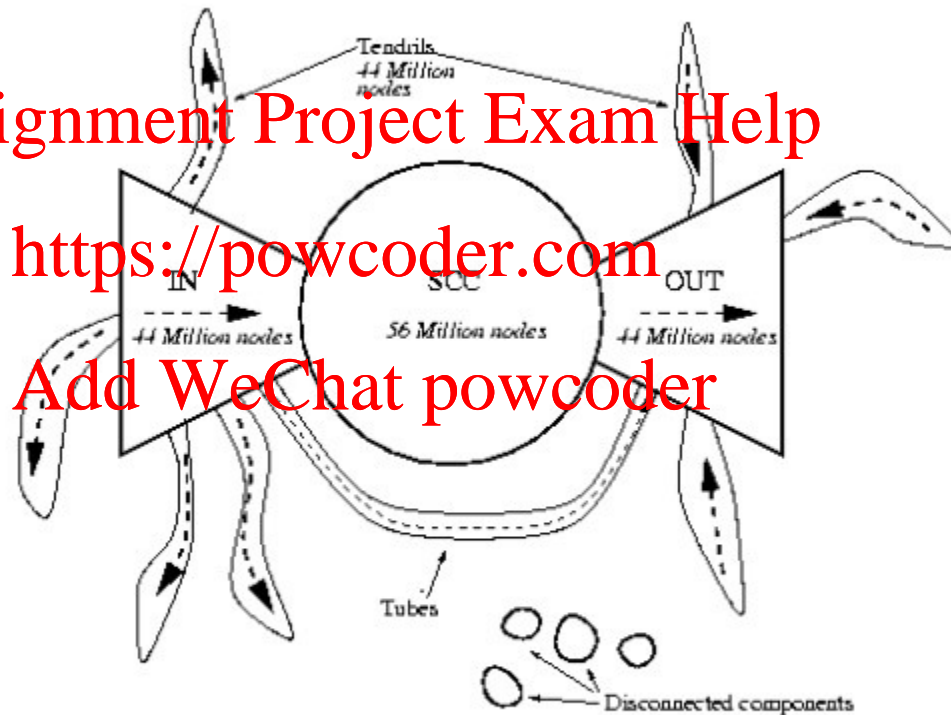 Tendrils
44 Million
nodes
ignment Project Exam Help
https://powcoder.com
IN
SCC
OUT
44 Million nodes
56 Million nodes
44 Million nodes
Add WeChat powcoder
Tubes
Disconnected components